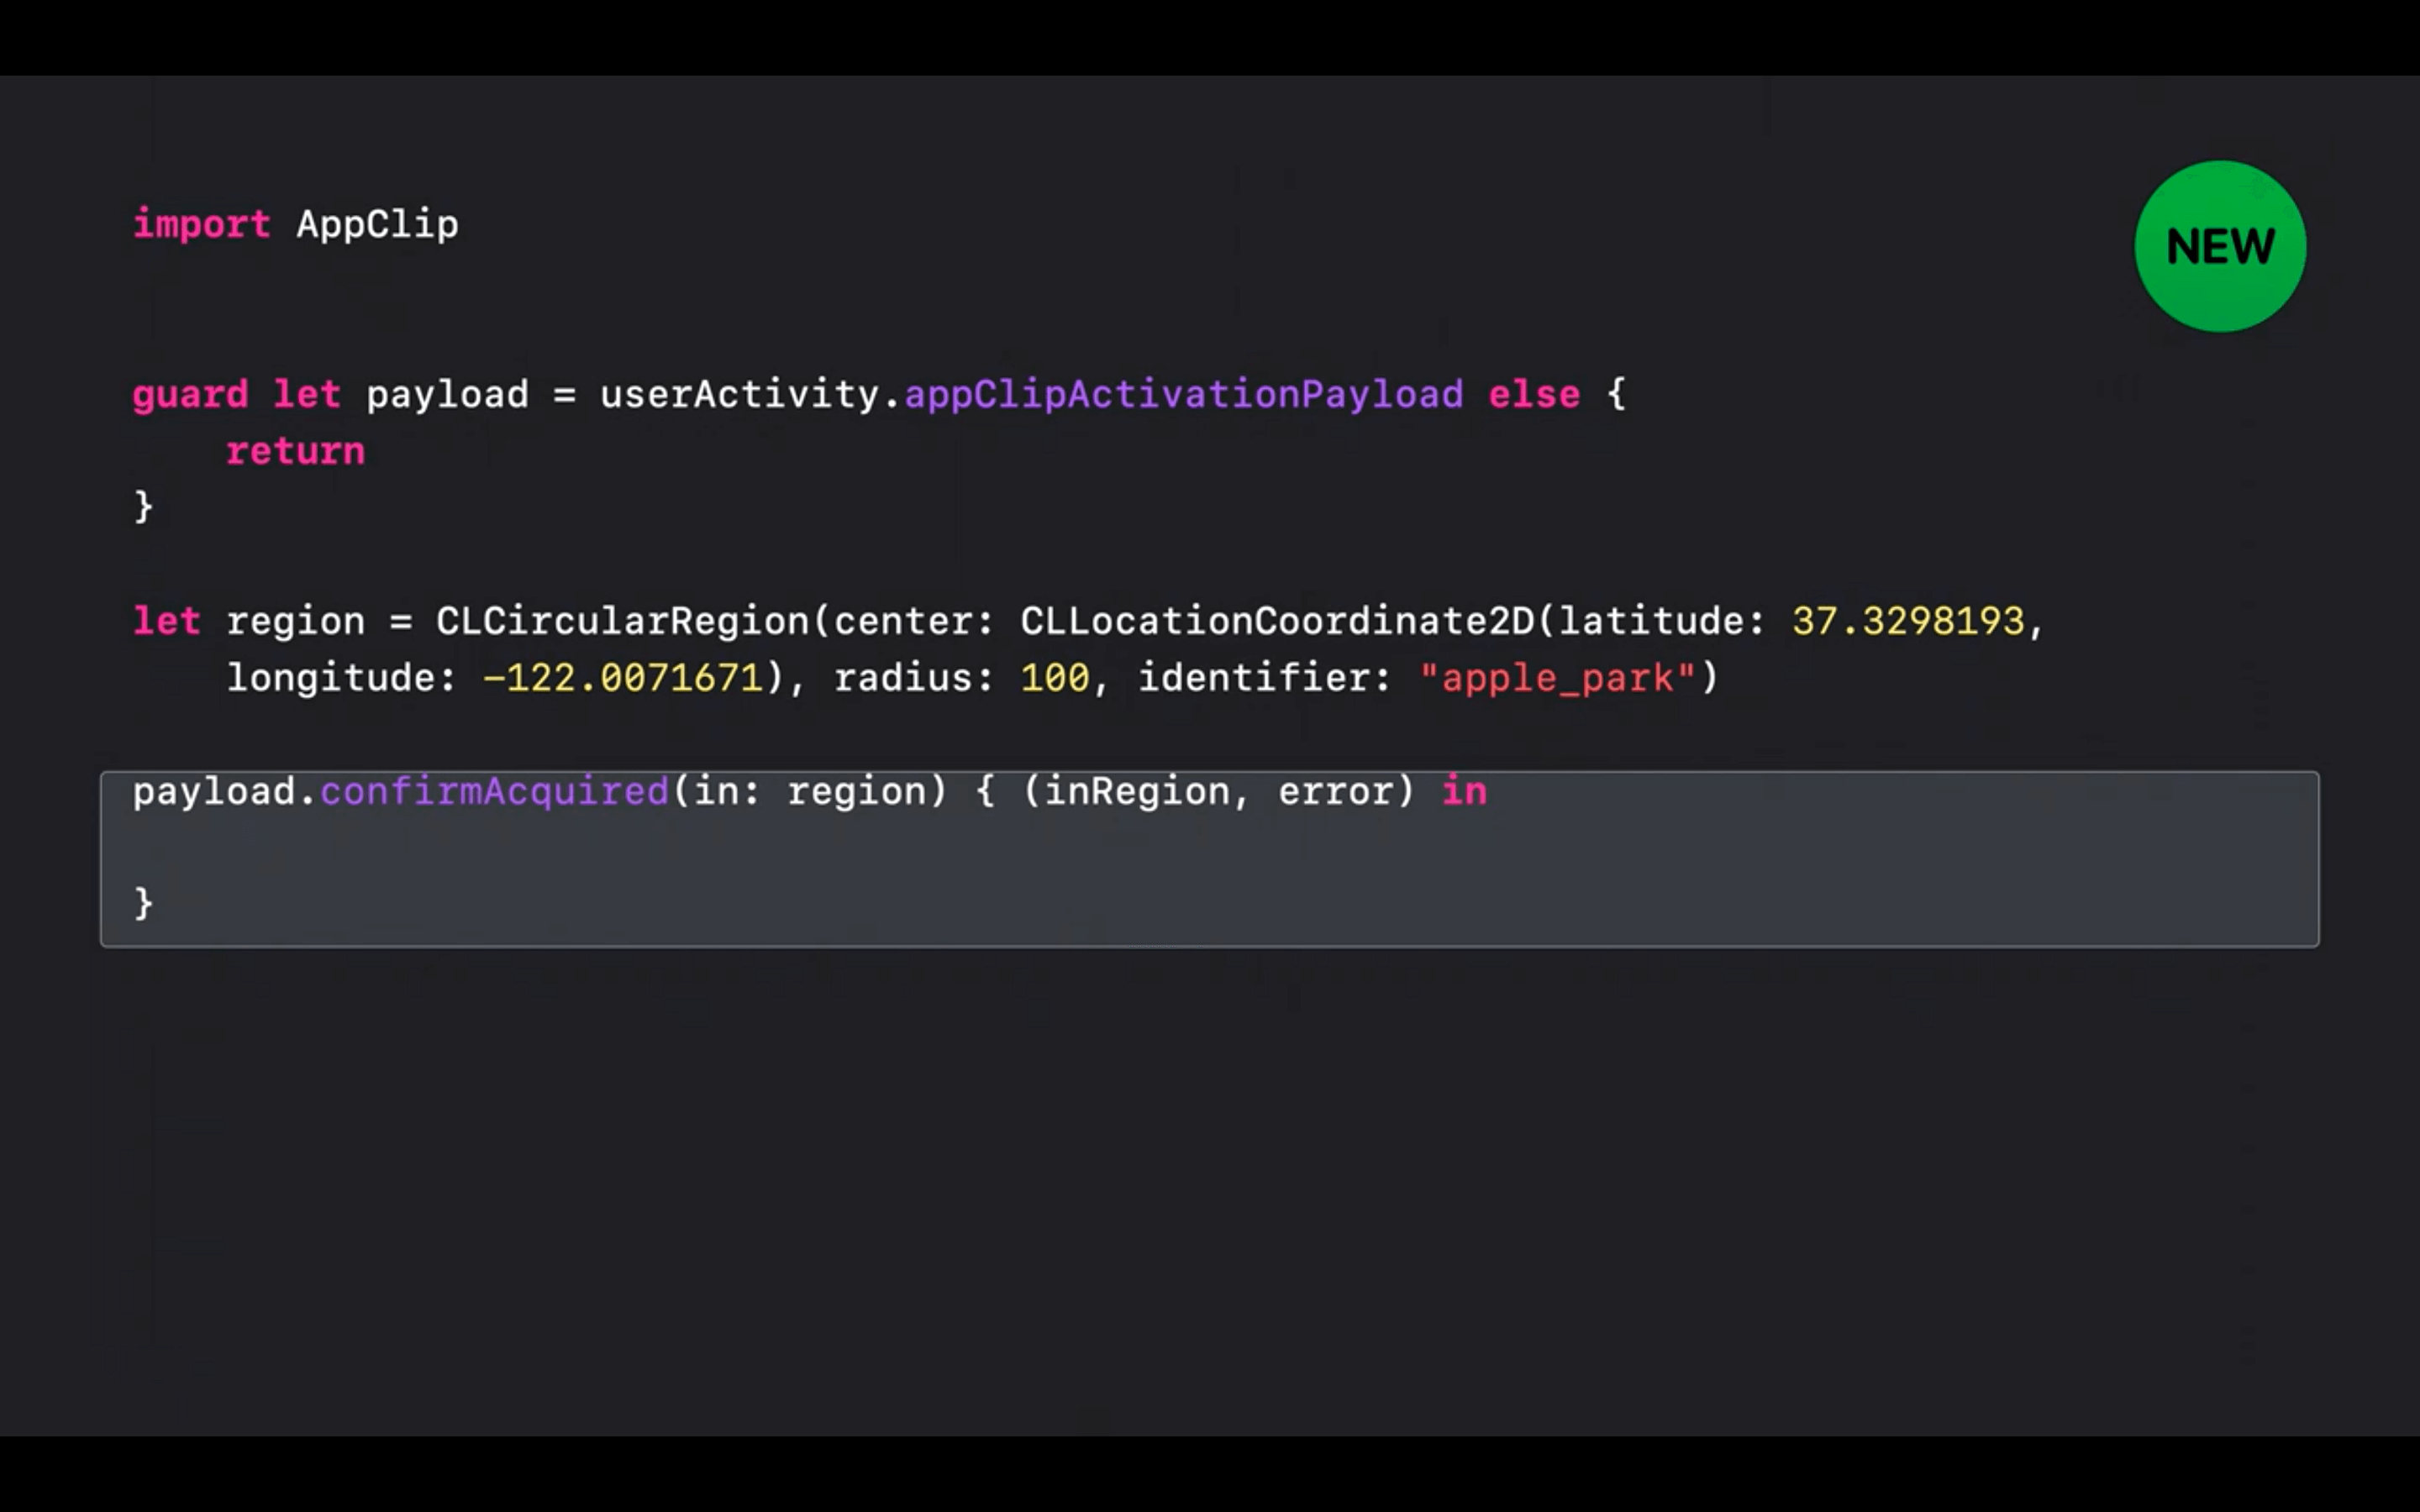 import AppClip
NEW
guard let payload = userActivity.appClipActivationPayload else {
    return
}
let region = CLCircularRegion(center: CLLocationCoordinate2D(latitude: 37.3298193,
    longitude: -122.0071671), radius: 100, identifier: "apple_park")
payload.confirmAcquired(in: region) { (inRegion, error) in
}